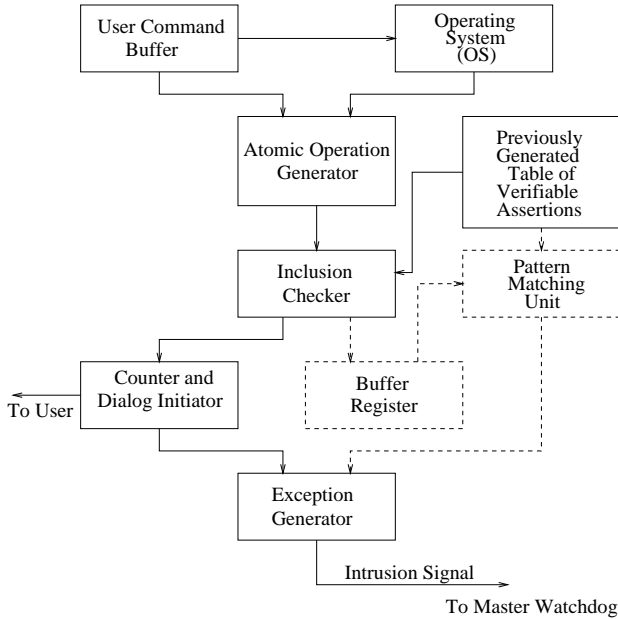 User Command
Buffer
Operating
System
(OS)
Atomic Operation
Generator
Previously
Generated
Table of
Verifiable
Assertions
Inclusion
Checker
Pattern
Matching
Unit
Counter and
Dialog Initiator
Buffer
Register
To User
Exception
Generator
Intrusion Signal
To Master Watchdog